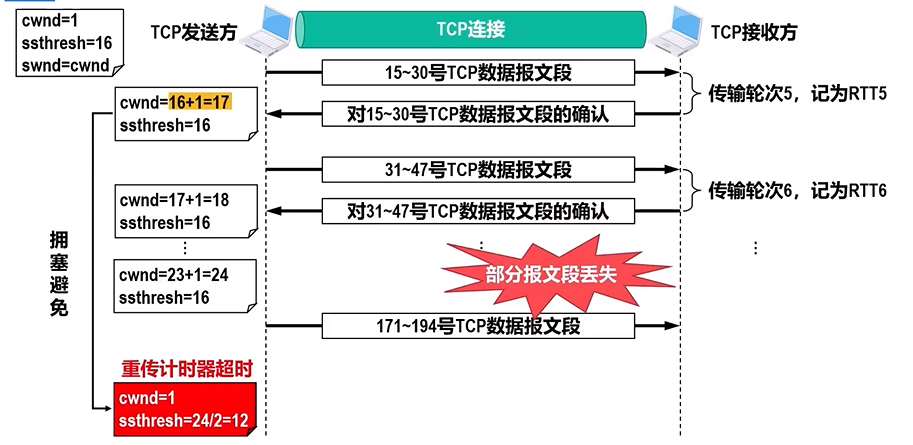 cwnd=1
ssthresh=16
swnd=cwnd
TCP发送方
TCP连接
TCP接收方
15~30号TCP数据报文段
传输轮次5，记为RTT5
cwnd=16+1=17
ssthresh=16
对15~30号TCP数据报文段的确认
31~47号TCP数据报文段
传输轮次6，记为RTT6
cwnd=17+1=18
ssthresh=16
对31~47号TCP数据报文段的确认
拥塞避免
cwnd=23+1=24
ssthresh=16
部分报文段丢失
171~194号TCP数据报文段
重传计时器超时
cwnd=1
ssthresh=24/2=12